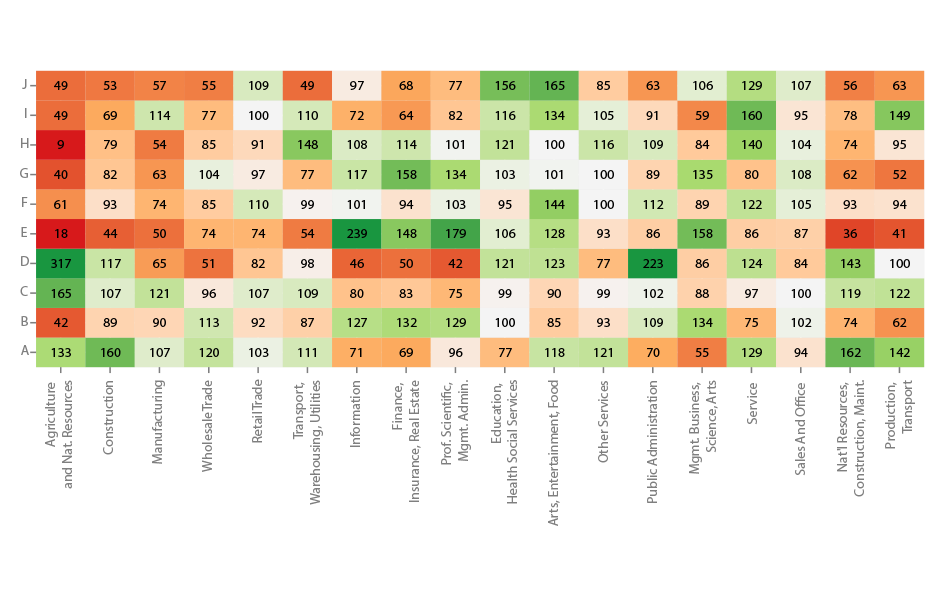 J 49 53 57 55 109 49 97 68 77 156 165 85 63 106 129 107 56 63
I 49 69 114 77 100 110 72 64 82 116 134 105 91 59 160 95 78 149
H 9 79 54 85 91 148 108 114 101 121 100 116 109 84 140 104 74 95
G 40 82 63 104 97 77 117 158 134 103 101 100 89 135 80 108 62 52
F 61 93 74 85 110 99 101 94 103 95 144 100 112 89 122 105 93 94
E 18 44 50 74 74 54 239 148 179 106 128 93 86 158 86 87 36 41
D 317 117 65 51 82 98 46 50 42 121 123 77 223 86 124 84 143 100
C 165 107 121 96 107 109 80 83 75 99 90 99 102 88 97 100 119 122
B 42 89 90 113 92 87 127 132 129 100 85 93 109 134 75 102 74 62
A 133 160 107 120 103 111 71 69 96 77 118 121 70 55 129 94 162 142
Agriculture
and Nat. Resources
Construction
Manufacturing
Wholesale Trade
Retail Trade
Transport,
Warehousing, Utilities
Information
Finance,
Insurance, Real Estate
Prof. Scientific,
Mgmt. Admin.
Education,
Health Social Services
Arts, Entertainment, Food
Other Services
Public Administration
Mgmt. Business,
Science, Arts
Service
Sales And Office
Nat'l Resources,
Construction, Maint.
Production,
Transport